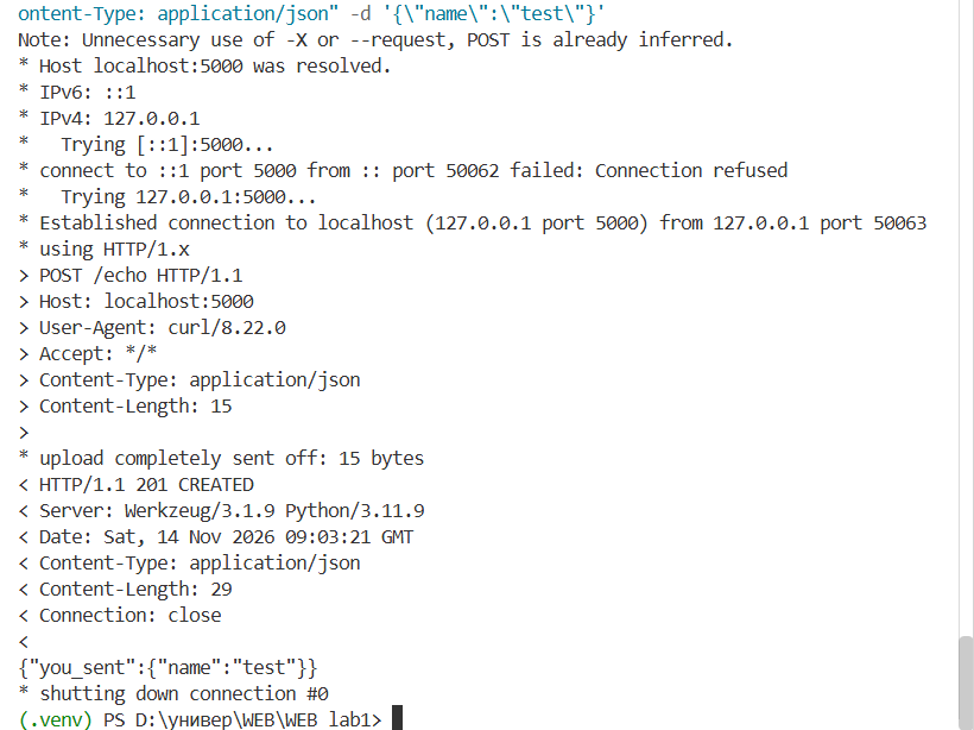 ontent-Type: application/json" -d '{\"name\":\"test\"}'
Note: Unnecessary use of -X or --request, POST is already inferred.
* Host localhost:5000 was resolved.
* IPv6: ::1
* IPv4: 127.0.0.1
*   Trying [::1]:5000...
* connect to ::1 port 5000 from :: port 50062 failed: Connection refused
*   Trying 127.0.0.1:5000...
* Established connection to localhost (127.0.0.1 port 5000) from 127.0.0.1 port 50063
* using HTTP/1.x
> POST /echo HTTP/1.1
> Host: localhost:5000
> User-Agent: curl/8.22.0
> Accept: */*
> Content-Type: application/json
> Content-Length: 15
>
* upload completely sent off: 15 bytes
< HTTP/1.1 201 CREATED
< Server: Werkzeug/3.1.9 Python/3.11.9
< Date: Sat, 14 Nov 2026 09:03:21 GMT
< Content-Type: application/json
< Content-Length: 29
< Connection: close
<
{"you_sent":{"name":"test"}}
* shutting down connection #0
(.venv) PS D:\универ\WEB\WEB lab1>